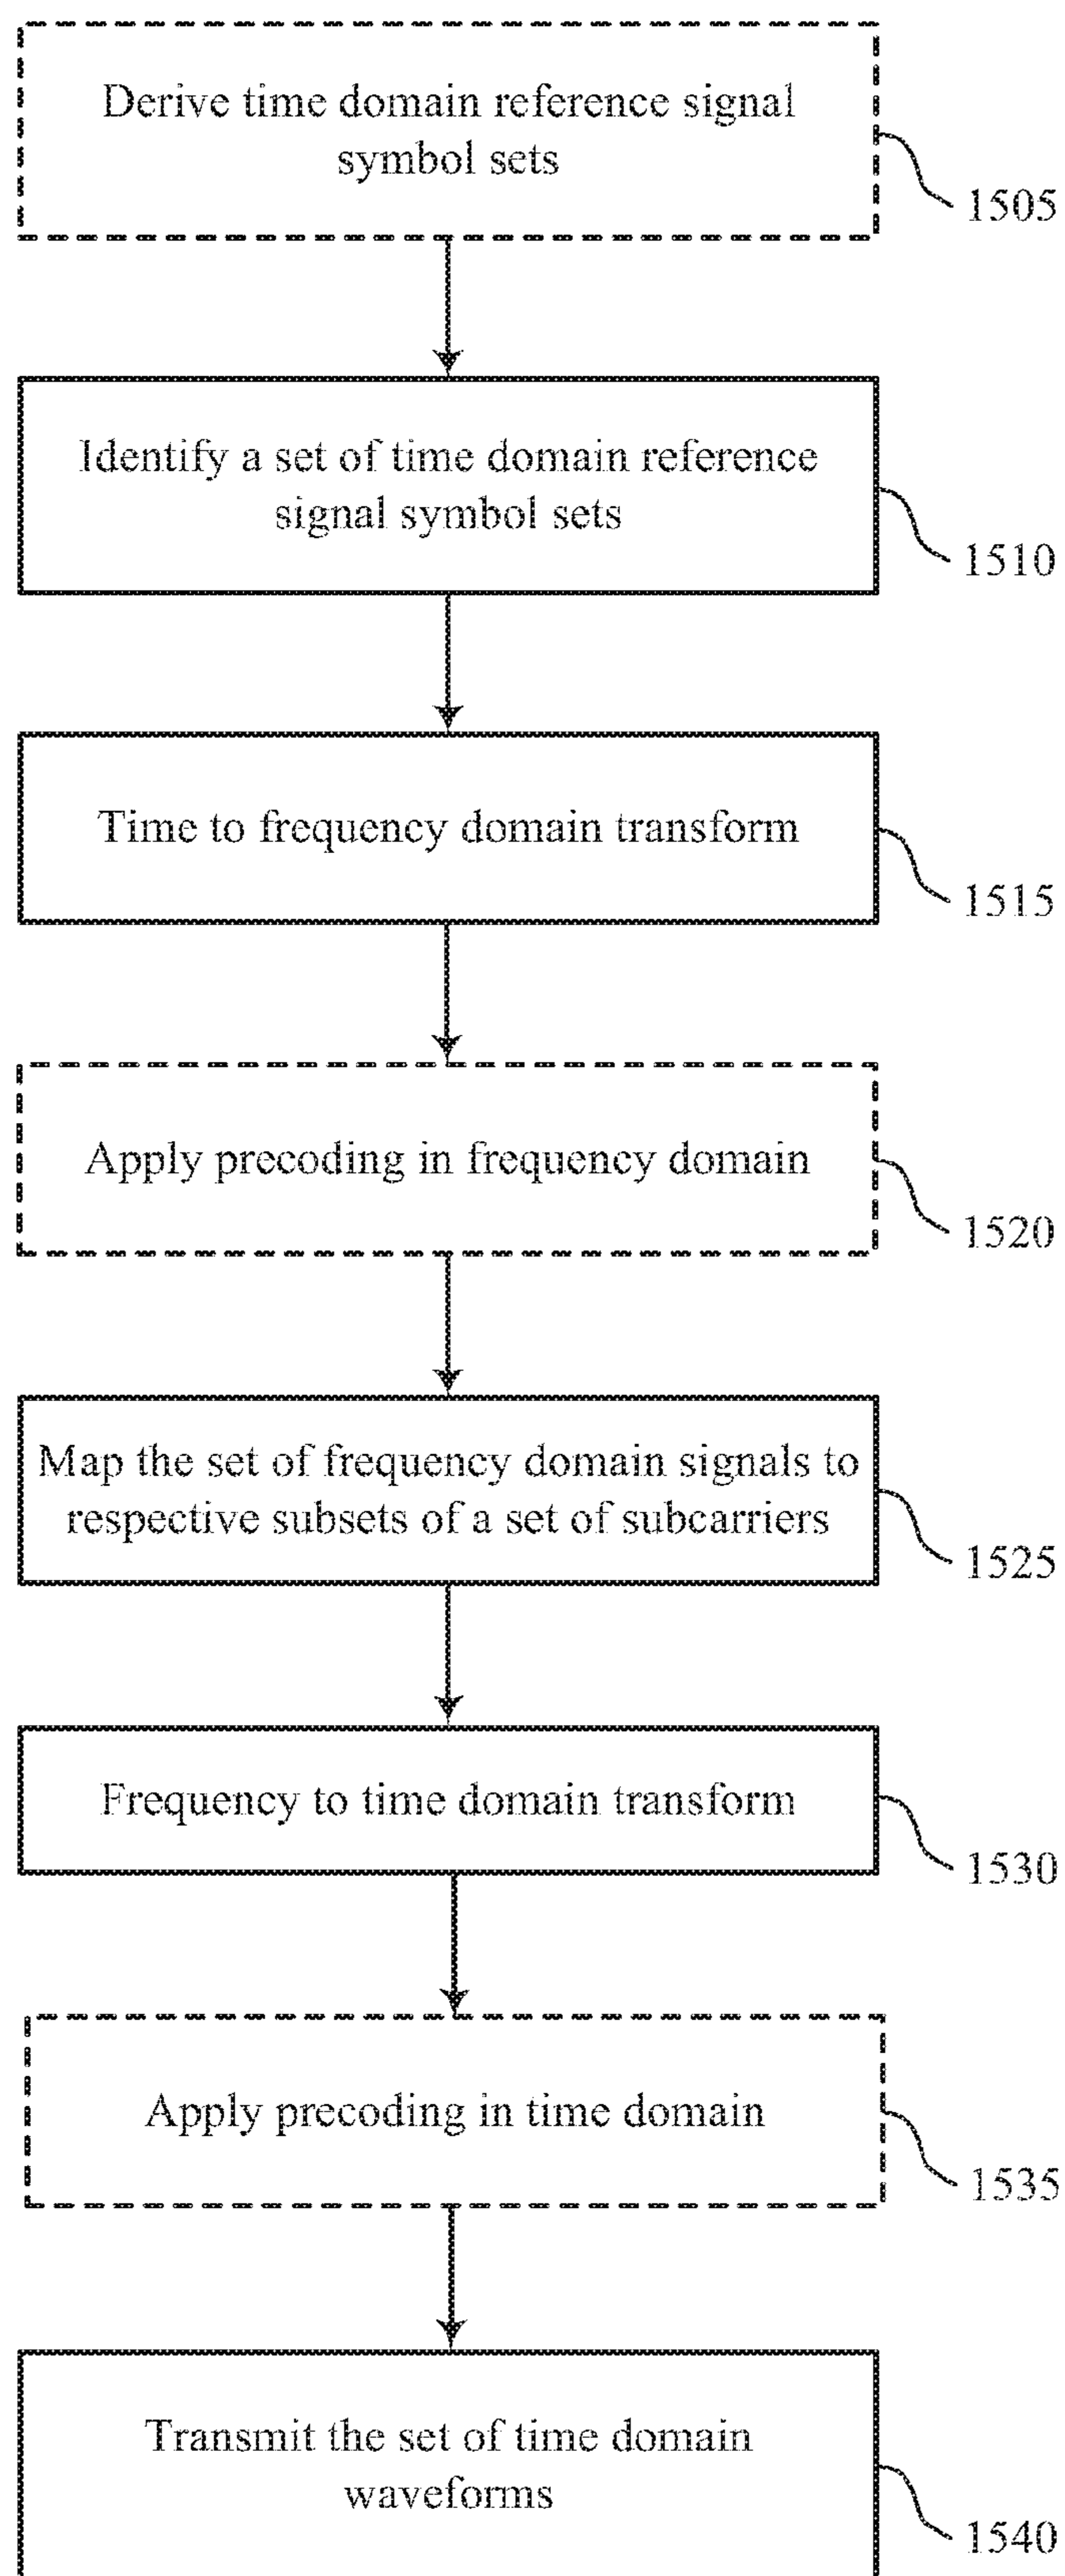 Derive time domain reference signal
symbol sets
1505
Identify a set of time domain reference
signal symbol sets
1510
Time to frequency domain transform
1515
Apply precoding in frequency domain
1520
Map the set of frequency domain signals to
respective subsets of a set of subcarriers
1525
Frequency to time domain transform
1530
Apply precoding in time domain
1535
Transmit the set of time domain
waveforms
1540